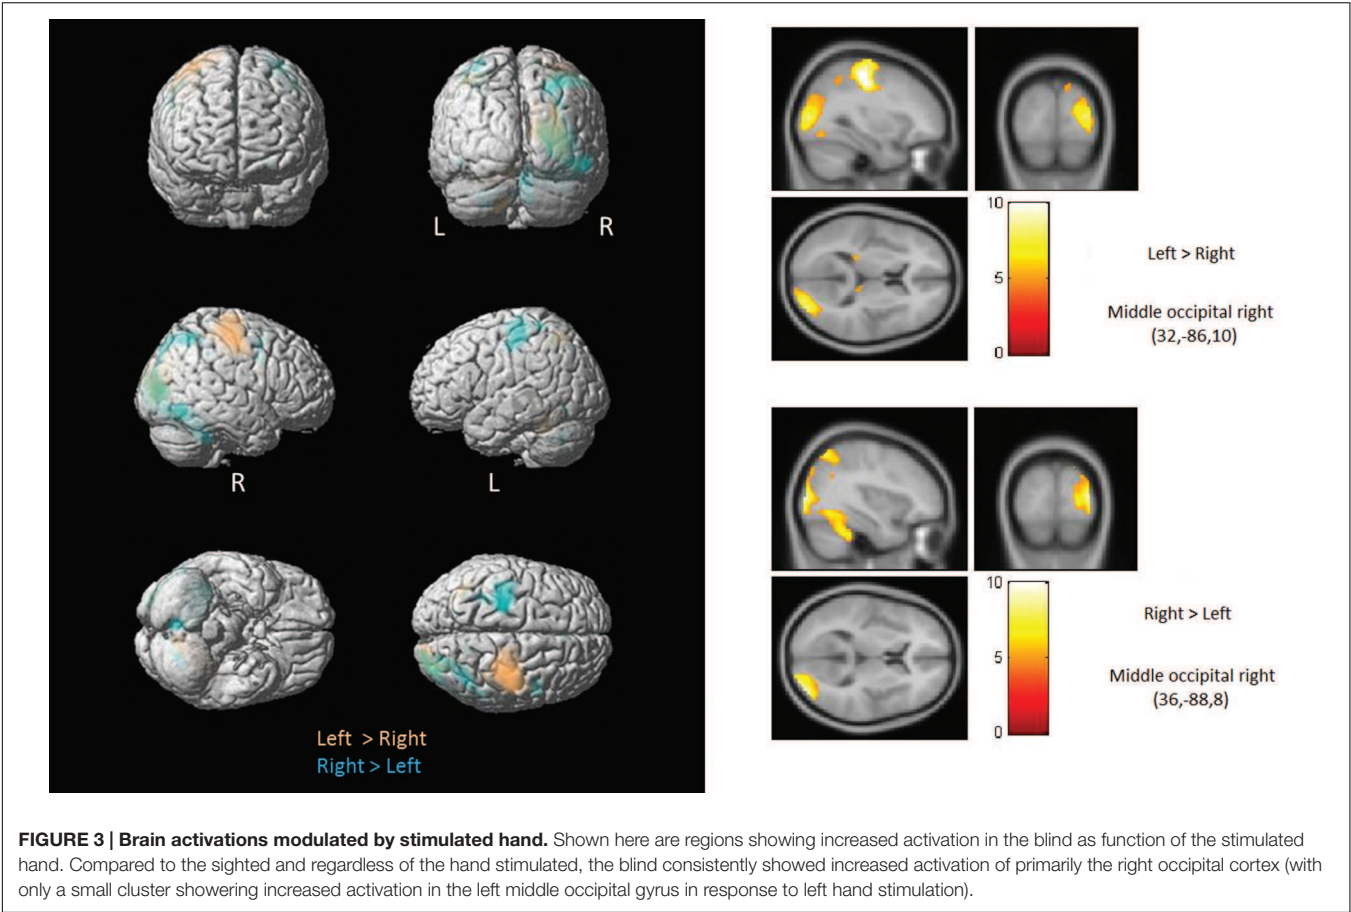 L
R
R
L
Left > Right
Right > Left
10
5
0
Left > Right
Middle occipital right
(32,-86,10)
10
5
0
Right > Left
Middle occipital right
(36,-88,8)
FIGURE 3 | Brain activations modulated by stimulated hand. Shown here are regions showing increased activation in the blind as function of the stimulated
hand. Compared to the sighted and regardless of the hand stimulated, the blind consistently showed increased activation of primarily the right occipital cortex (with
only a small cluster showering increased activation in the left middle occipital gyrus in response to left hand stimulation).